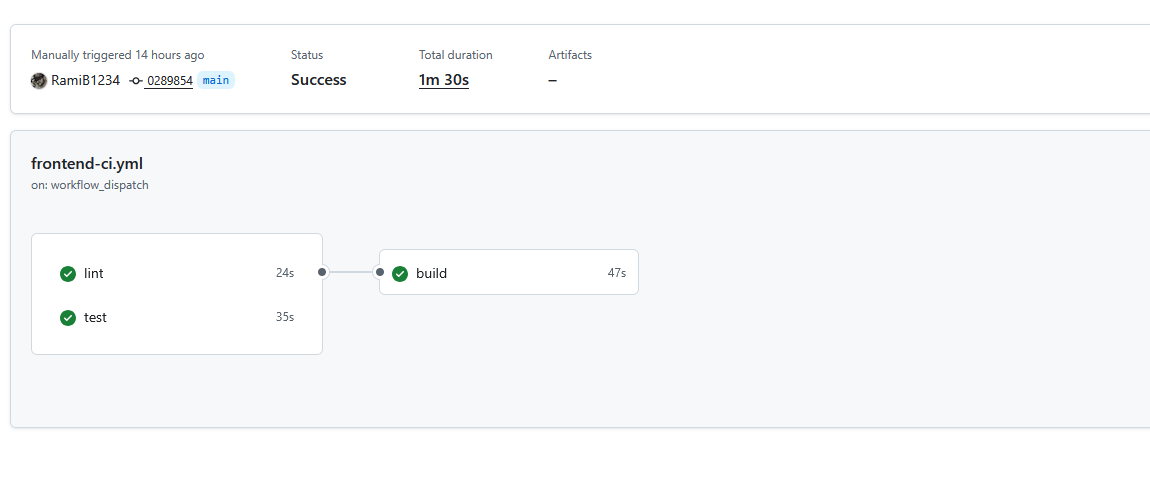 Manually triggered 14 hours ago
RamiB1234 0289854 main
Status
Success
Total duration
1m 30s
Artifacts
–
frontend-ci.yml
on: workflow_dispatch
lint 24s
test 35s
build 47s